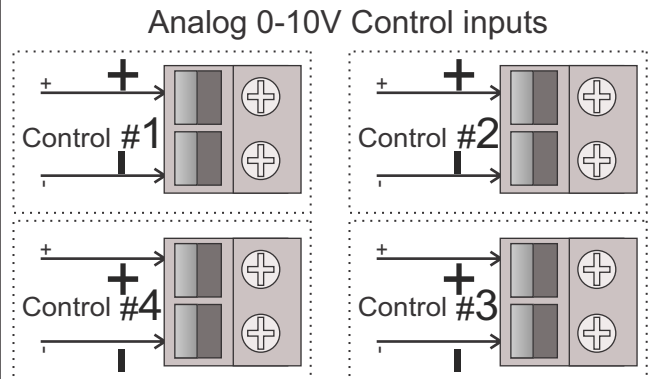 Analog 0-10V Control inputs
+ +
Control #1
- -
+ +
Control #2
- -
+ +
Control #4
- -
+ +
Control #3
- -